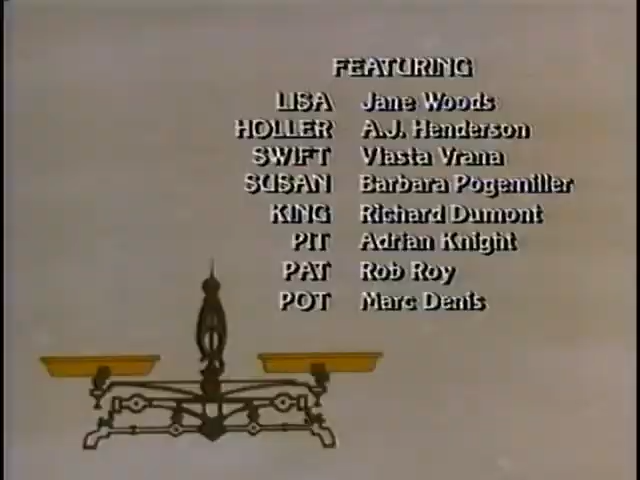 FEATURING
LISA Jane Woods
HOLLER A.J. Henderson
SWIFT Vlasta Vrana
SUSAN Barbara Pogemiller
KING Richard Dumont
PIT Adrian Knight
PAT Rob Roy
POT Marc Denis